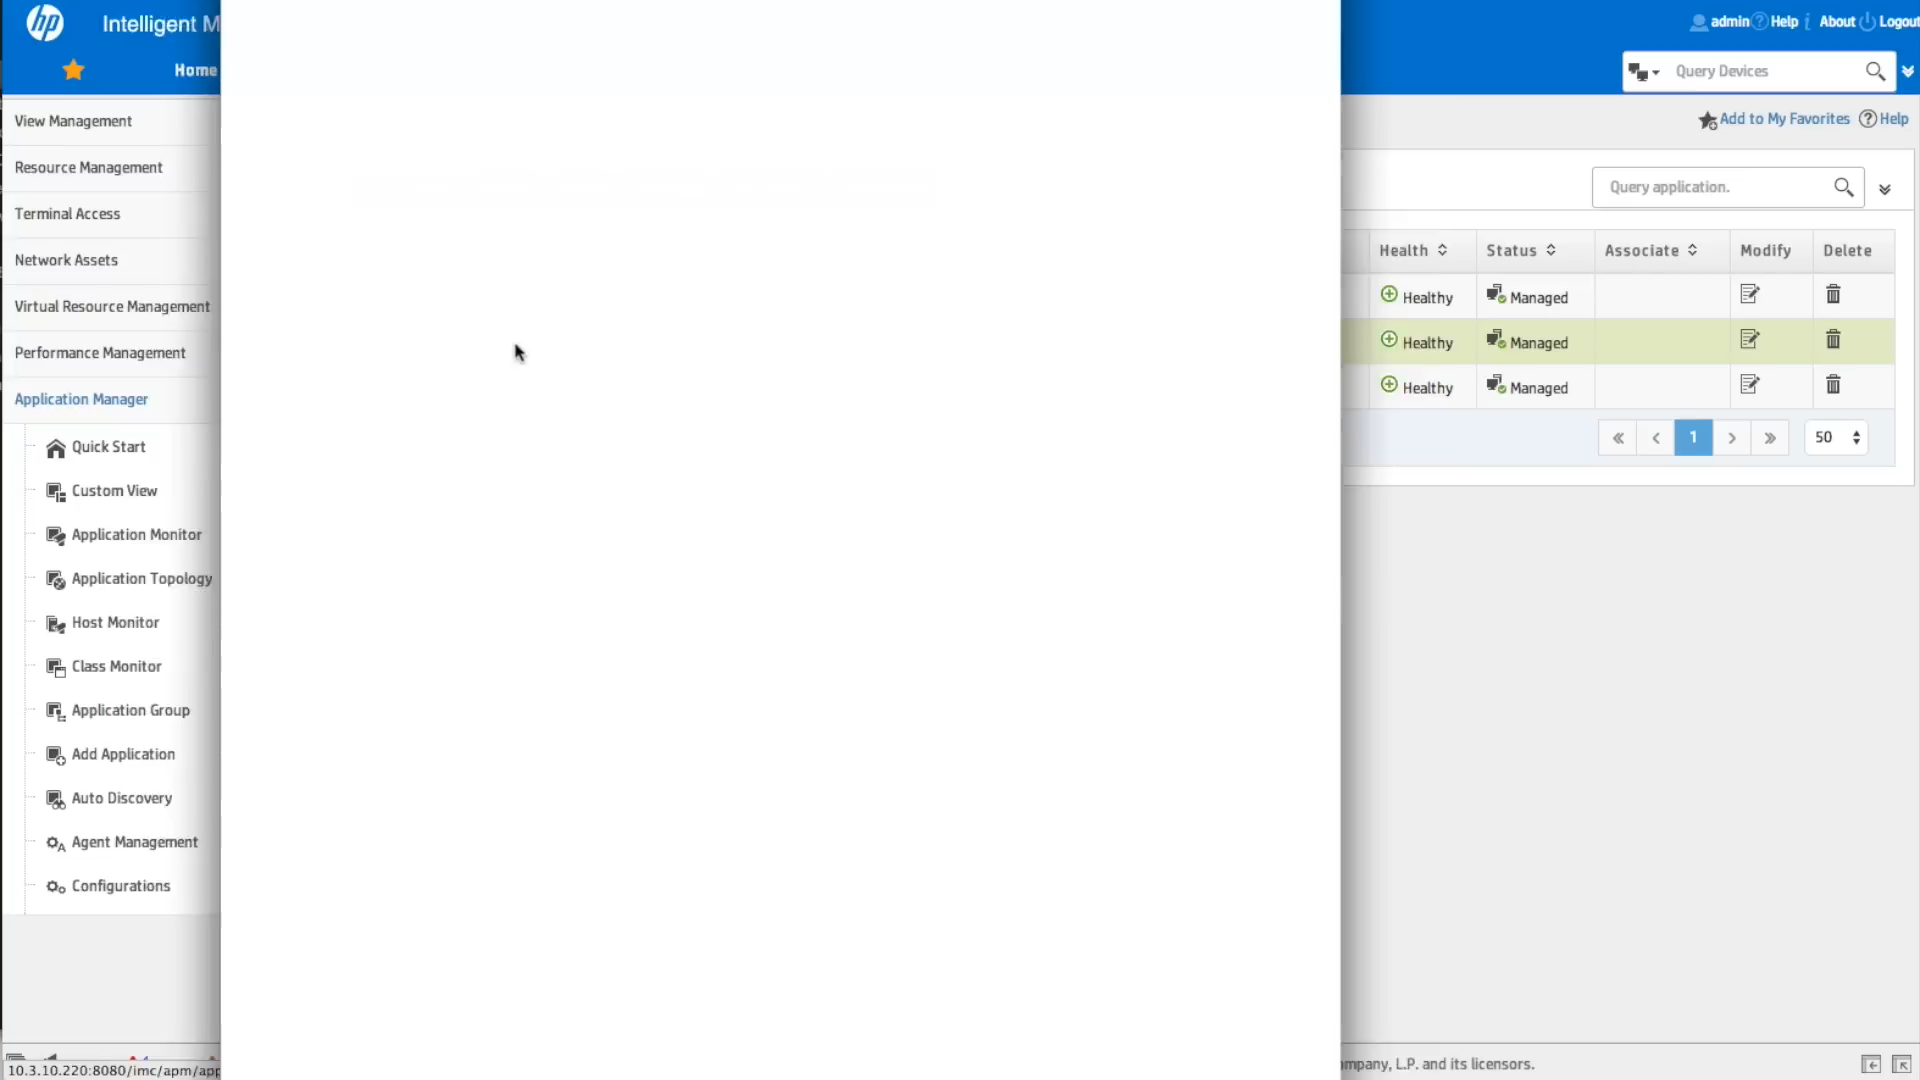 hp
Intelligent M
admin Help About Logout
Home
Query Devices
Add to My Favorites Help
View Management
Resource Management
Terminal Access
Network Assets
Virtual Resource Management
Performance Management
Application Manager
Quick Start
Custom View
Application Monitor
Application Topology
Host Monitor
Class Monitor
Application Group
Add Application
Auto Discovery
Agent Management
Configurations
Query application.
Health Status Associate Modify Delete
Healthy Managed
Healthy Managed
Healthy Managed
« < 1 > » 50
10.3.10.220:8080/imc/apm/app
mpany, L.P. and its licensors.